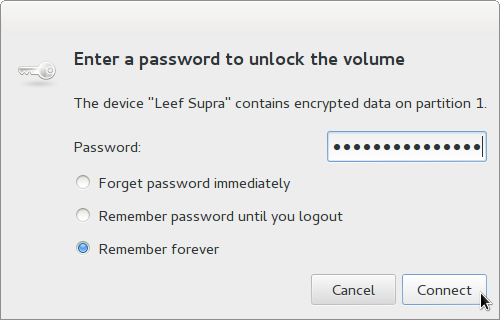 Enter a password to unlock the volume
The device "Leef Supra" contains encrypted data on partition 1.
Password: ●●●●●●●●●●●●●●●
Forget password immediately
Remember password until you logout
Remember forever
Cancel Connect